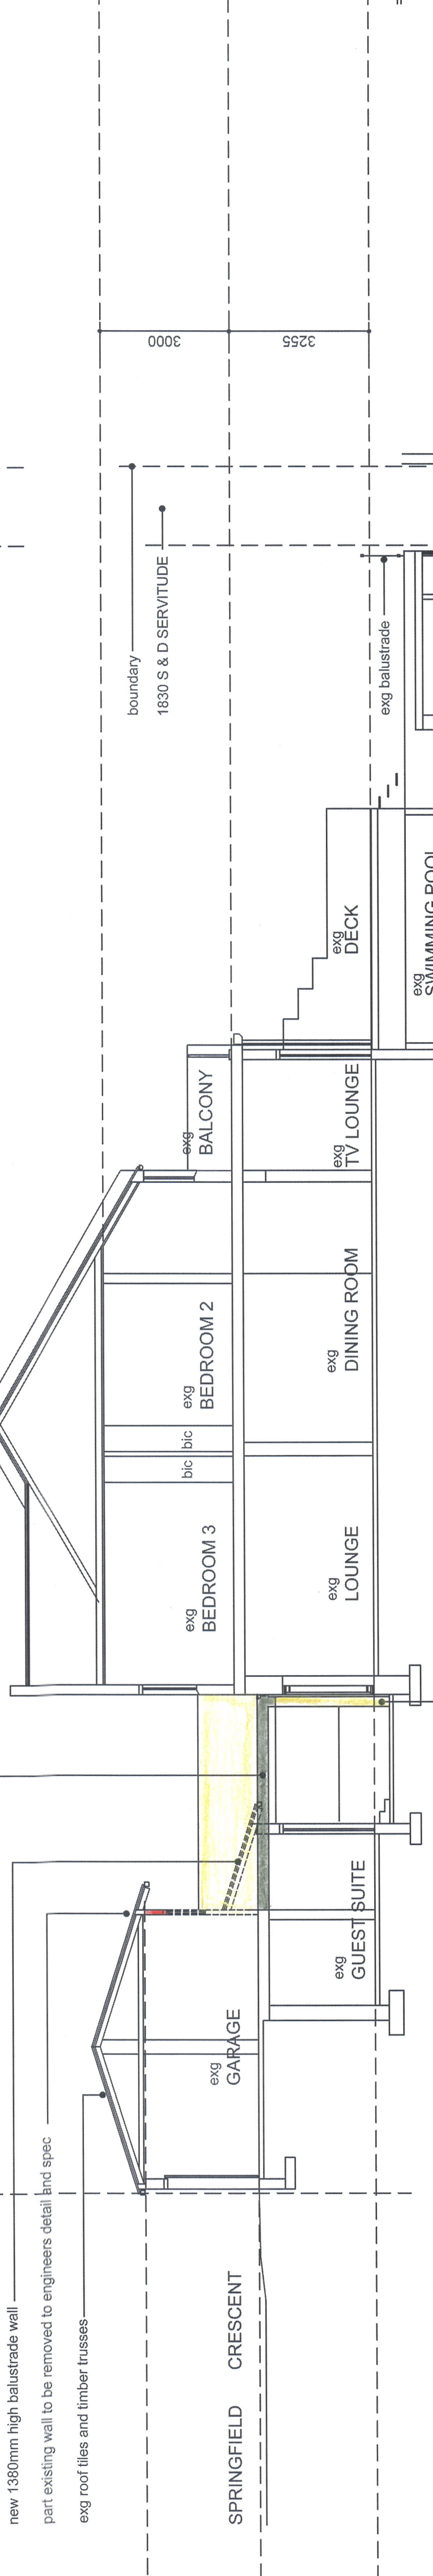 new 1380mm high balustrade wall
part existing wall to be removed to engineers detail and spec
exg roof tiles and timber trusses
SPRINGFIELD CRESCENT
exg
GARAGE
exg
GUEST SUITE
exg
BEDROOM 3
bic
bic
exg
BEDROOM 2
exg
LOUNGE
exg
DINING ROOM
exg
BALCONY
exg
TV LOUNGE
exg
DECK
exg
SWIMMING POOL
boundary
1830 S & D SERVITUDE
exg balustrade
3000
3255